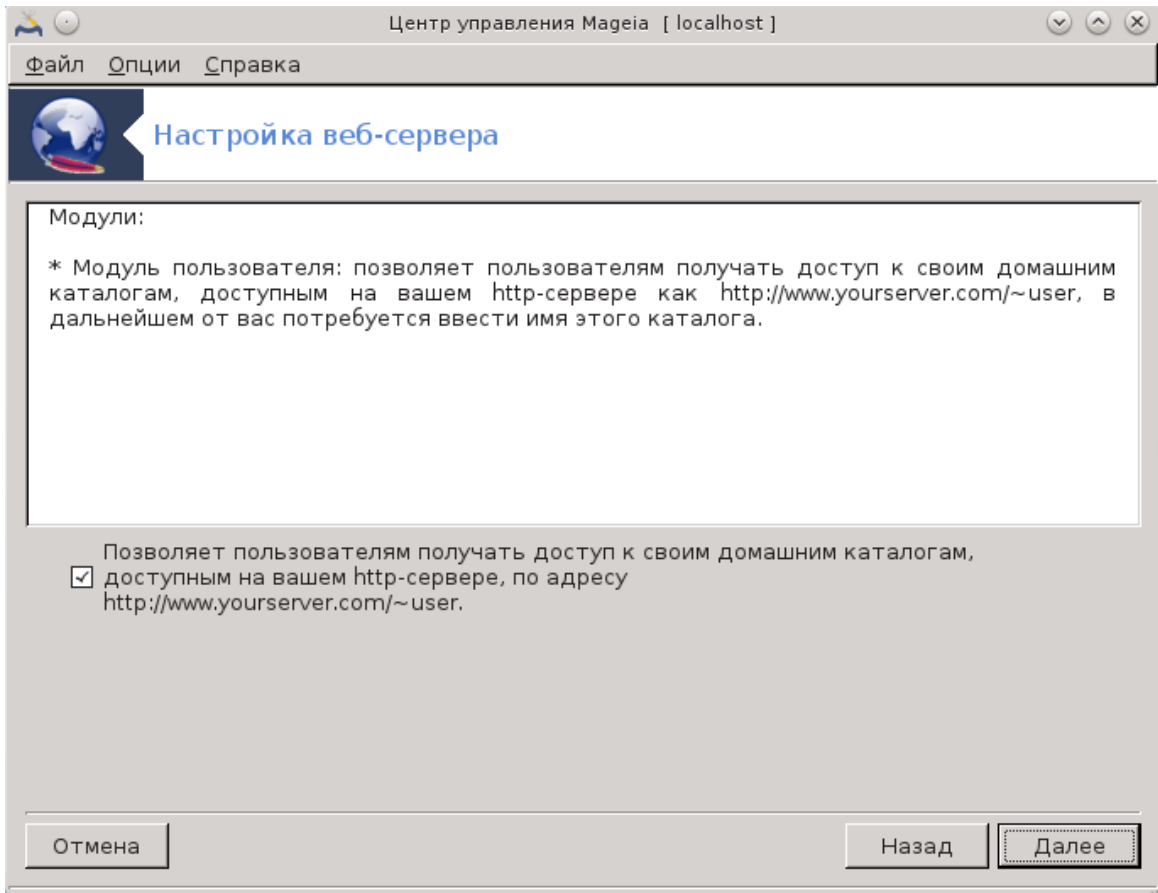 Центр управления Mageia [ localhost ]
Файл Опции Справка
Настройка веб-сервера
Модули:
* Модуль пользователя: позволяет пользователям получать доступ к своим домашним
каталогам, доступным на вашем http-сервере как http://www.yourserver.com/~user, в
дальнейшем от вас потребуется ввести имя этого каталога.
Позволяет пользователям получать доступ к своим домашним каталогам,
доступным на вашем http-сервере, по адресу
http://www.yourserver.com/~user.
Отмена Назад Далее